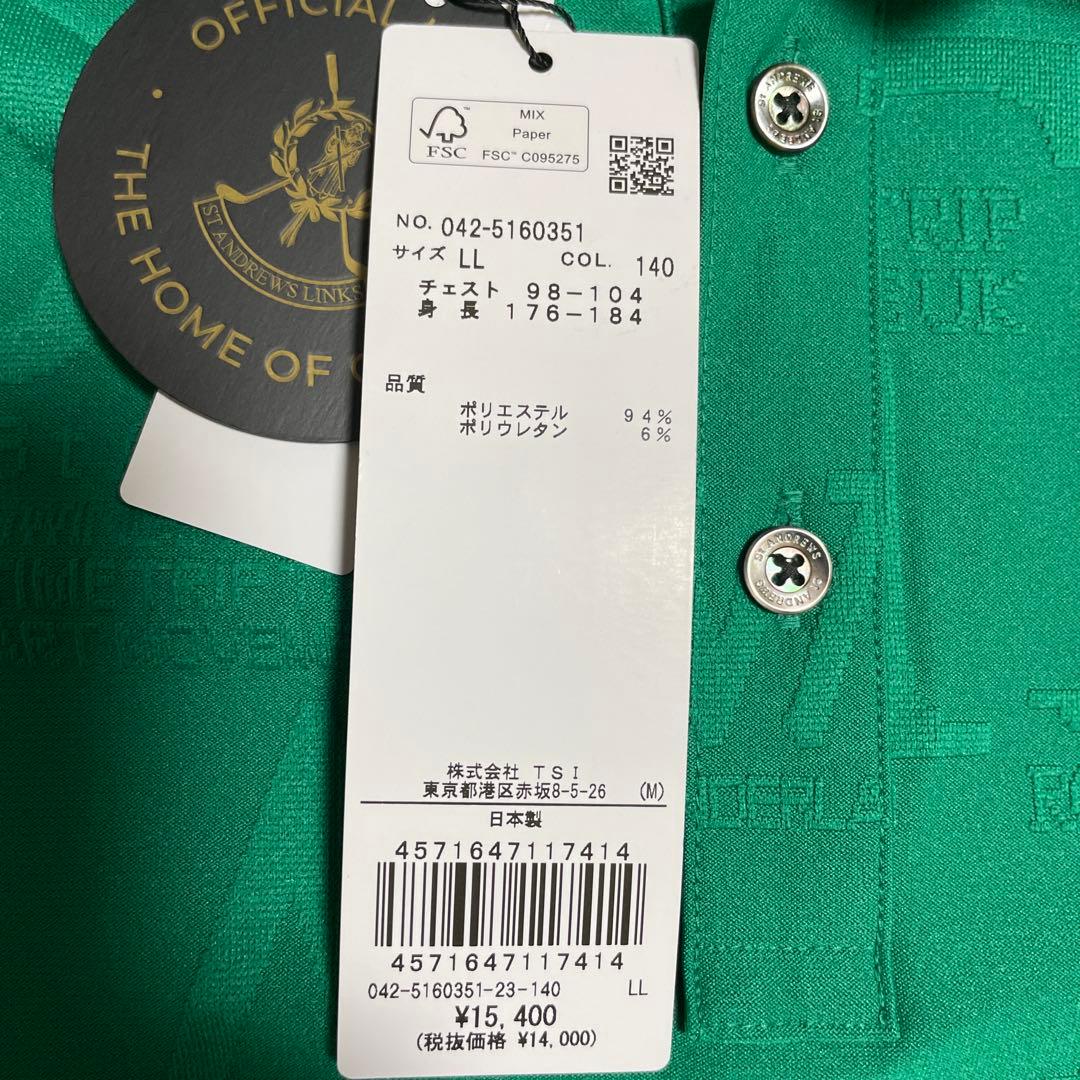 OFFICIAL
THE HOME OF
ST ANDREWS LINKS
MIX
Paper
FSC™ C095275
FSC
NO. 042-5160351
サイズ LL COL. 140
チェスト 98-104
身長 176-184
品質
ポリエステル 94%
ポリウレタン 6%
株式会社 TSI
東京都港区赤坂8-5-26 (M)
日本製
4571647117414
4571647117414
042-5160351-23-140 LL
¥15,400
(税抜価格 ¥14,000)
ST ANDREWS ST ANDREWS
ST ANDREWS ST ANDREWS